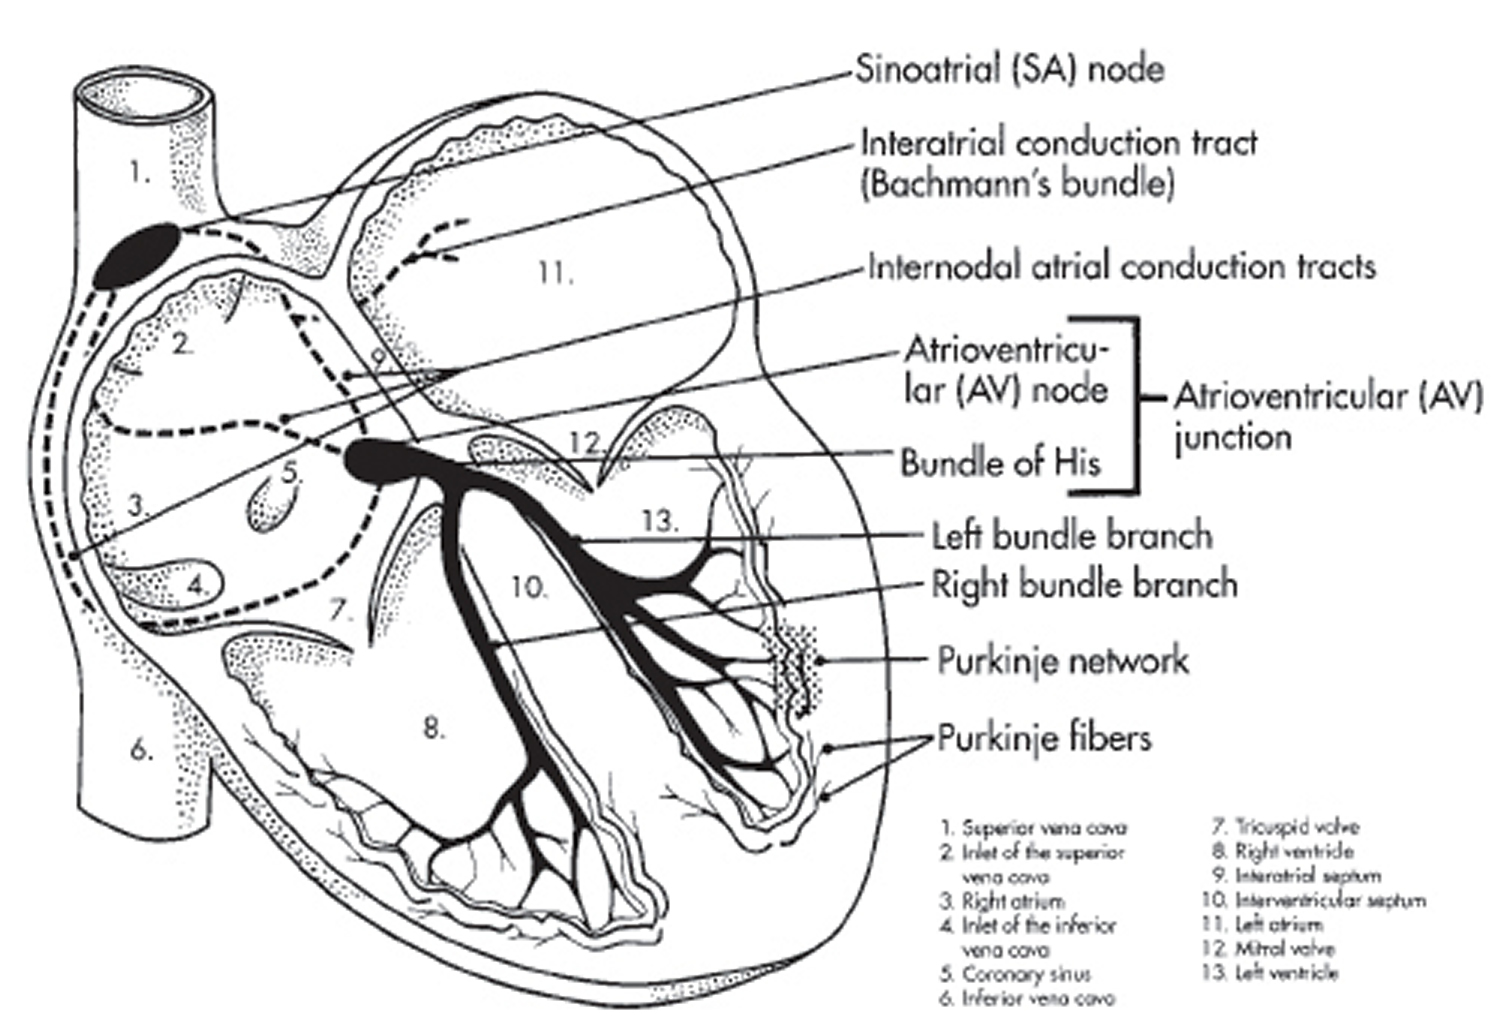 Sinoatrial (SA) node
Interatrial conduction tract
(Bachmann's bundle)
Internodal atrial conduction tracts
Atrioventricu-
lar (AV) node
Atrioventricular (AV)
junction
Bundle of His
Left bundle branch
Right bundle branch
Purkinje network
Purkinje fibers
1.
2.
3.
4.
5.
6.
7.
8.
9.
10.
11.
12.
13.
1. Superior vena cava
2. Inlet of the superior
vena cava
3. Right atrium
4. Inlet of the inferior
vena cava
5. Coronary sinus
6. Inferior vena cava
7. Tricuspid valve
8. Right ventricle
9. Interatrial septum
10. Interventricular septum
11. Left atrium
12. Mitral valve
13. Left ventricle